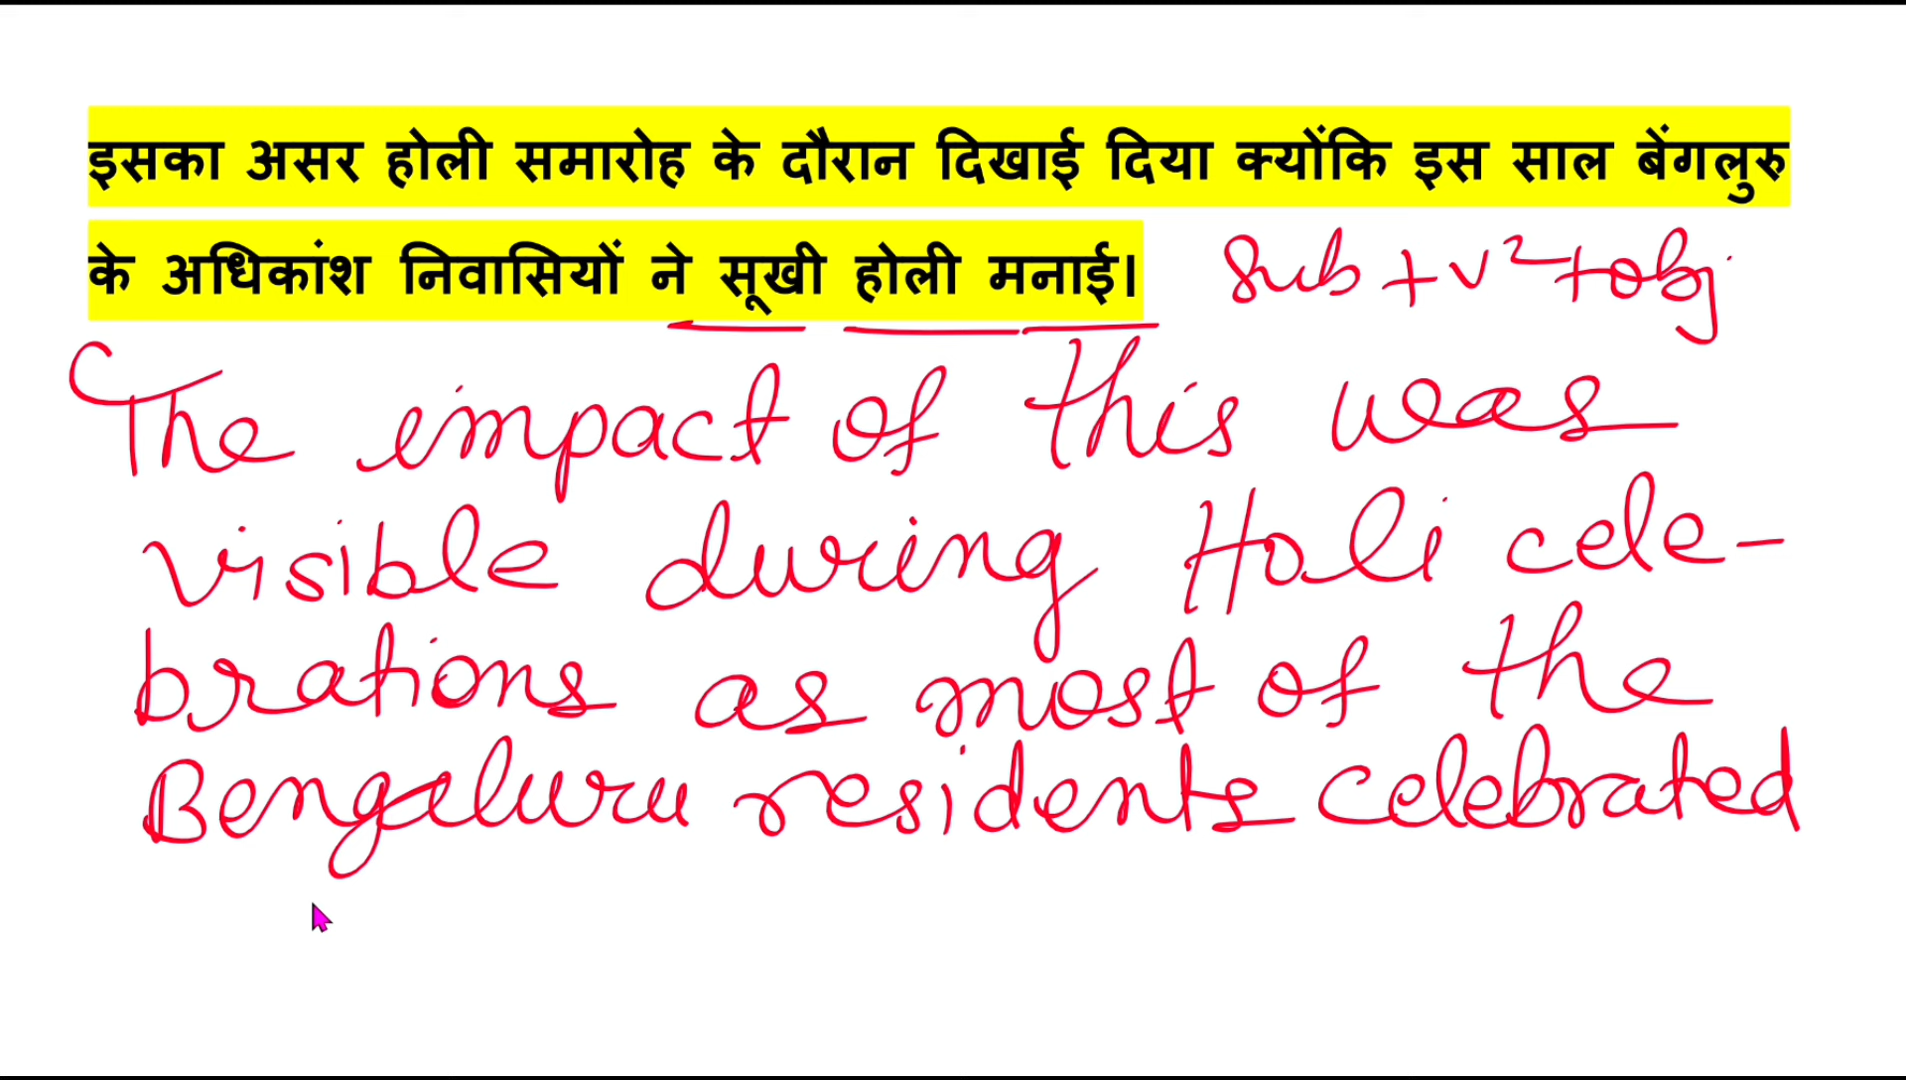 इसका असर होली समारोह के दौरान दिखाई दिया क्योंकि इस साल बेंगलुरु
के अधिकांश निवासियों ने सूखी होली मनाई।
Sub + v² + obj
The impact of this was
visible during Holi cele-
brations as most of the
Bengaluru residents celebrated